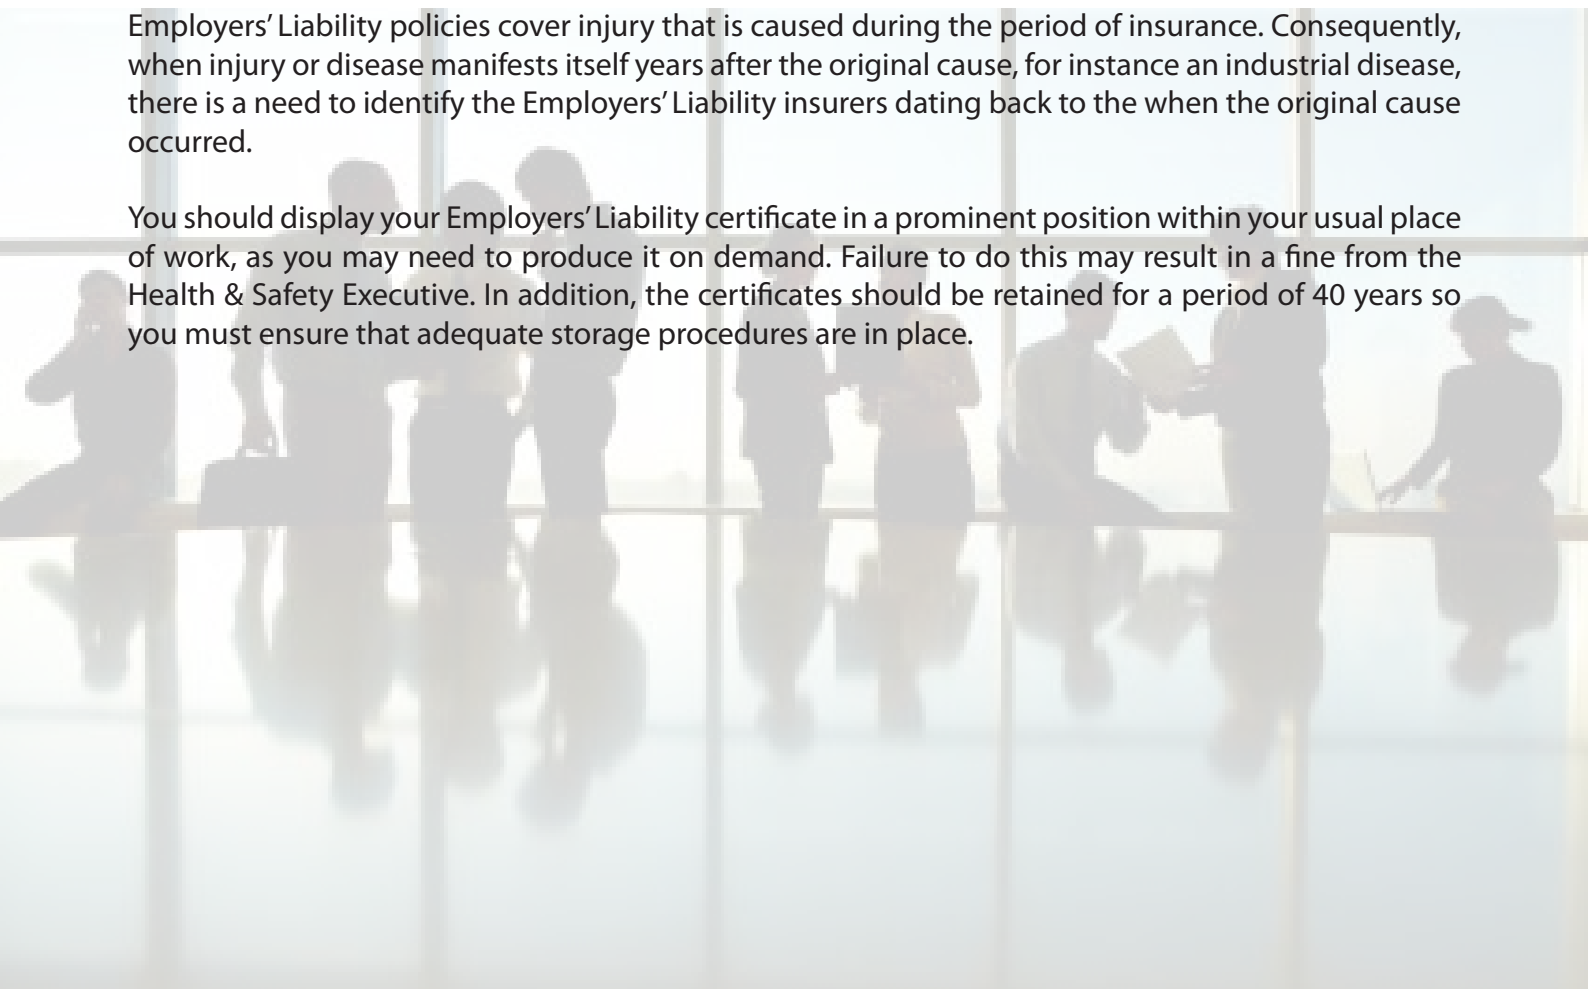 Employers’ Liability policies cover injury that is caused during the period of insurance. Consequently,
when injury or disease manifests itself years after the original cause, for instance an industrial disease,
there is a need to identify the Employers’ Liability insurers dating back to the when the original cause
occurred.
You should display your Employers’ Liability certificate in a prominent position within your usual place
of work, as you may need to produce it on demand. Failure to do this may result in a fine from the
Health & Safety Executive. In addition, the certificates should be retained for a period of 40 years so
you must ensure that adequate storage procedures are in place.